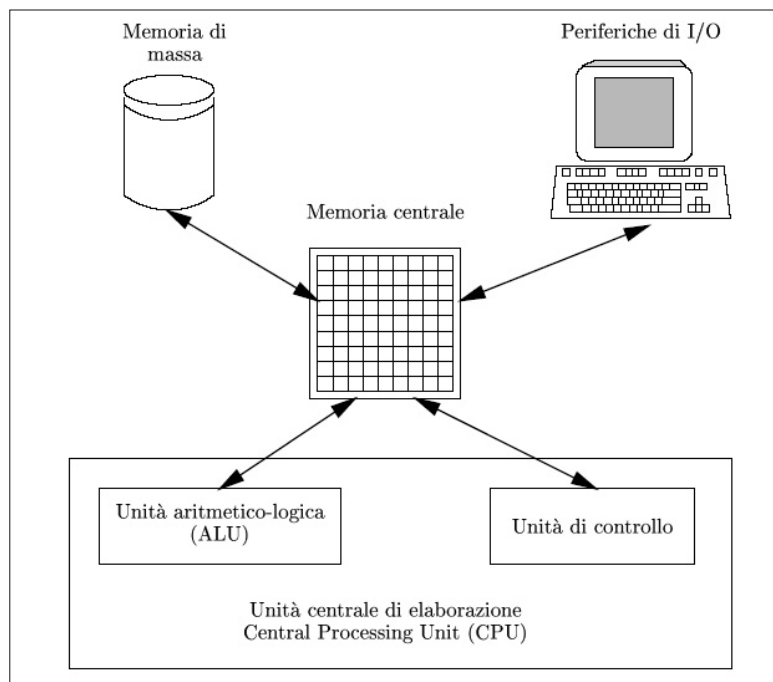 Memoria di
massa
Periferiche di I/O
Memoria centrale
Unità aritmetico-logica
(ALU)
Unità di controllo
Unità centrale di elaborazione
Central Processing Unit (CPU)